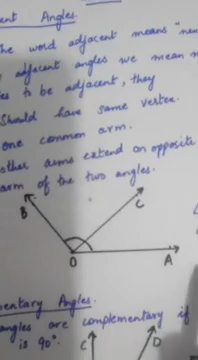 ent Angles.
The word adjacent means "ne
adjacent angles we mean
es to be adjacent, they
Should have same vertex.
one common arm.
other arms extend on opposite
arm of the two angles.
B
C
O
A
entary Angles.
angles are complementary if
is 90°.
C
D